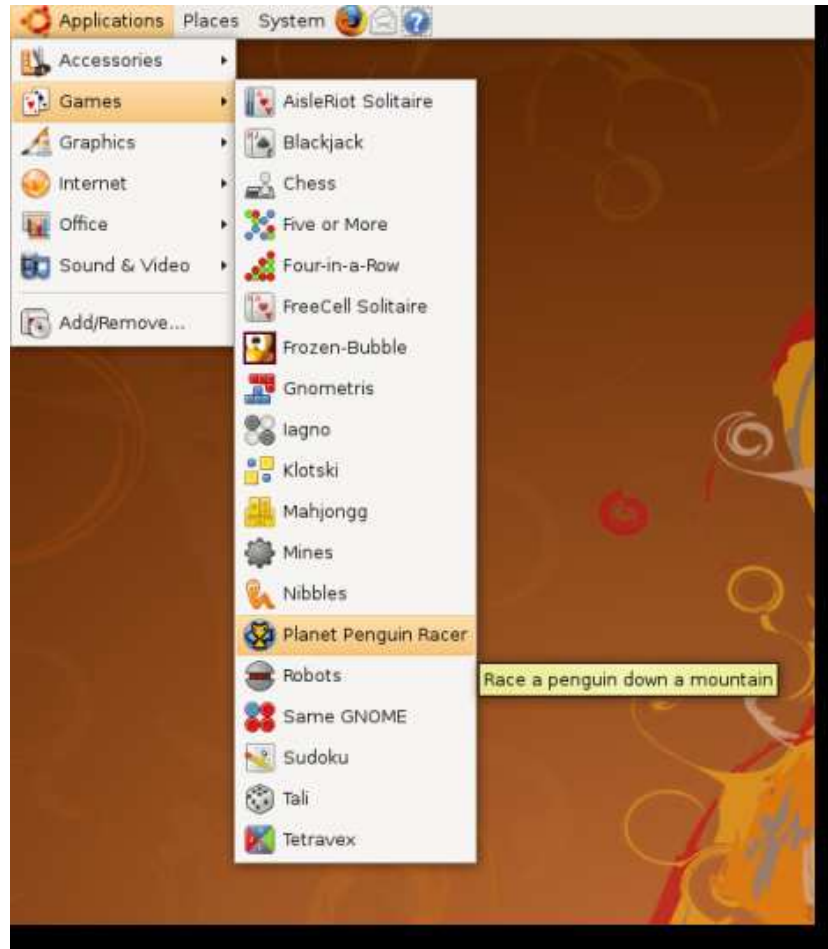 Applications Places System
Accessories
Games
Graphics
Internet
Office
Sound & Video
Add/Remove...
AisleRiot Solitaire
Blackjack
Chess
Five or More
Four-in-a-Row
FreeCell Solitaire
Frozen-Bubble
Gnometris
Iagno
Klotski
Mahjongg
Mines
Nibbles
Planet Penguin Racer
Robots
Race a penguin down a mountain
Same GNOME
Sudoku
Tali
Tetravex